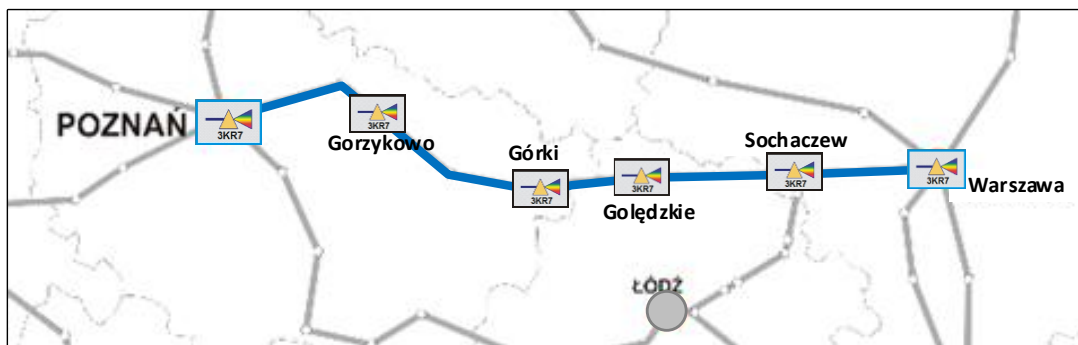 POZNAŃ
3KR7
3KR7
Gorzykowo
Górki
3KR7
3KR7
Golędzkie
Sochaczew
3KR7
3KR7
Warszawa
ŁÓDŹ